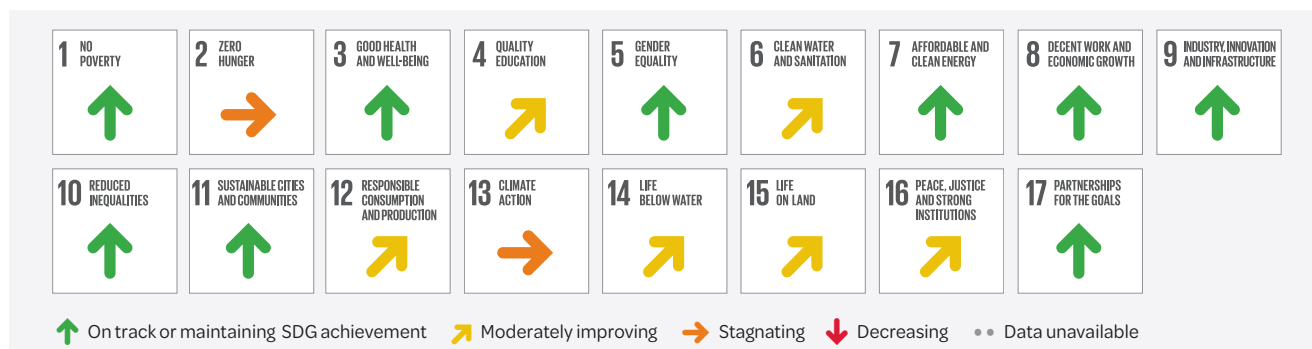 1 NO
POVERTY
2 ZERO
HUNGER
3 GOOD HEALTH
AND WELL-BEING
4 QUALITY
EDUCATION
5 GENDER
EQUALITY
6 CLEAN WATER
AND SANITATION
7 AFFORDABLE AND
CLEAN ENERGY
8 DECENT WORK AND
ECONOMIC GROWTH
9 INDUSTRY, INNOVATION
AND INFRASTRUCTURE
10 REDUCED
INEQUALITIES
11 SUSTAINABLE CITIES
AND COMMUNITIES
12 RESPONSIBLE
CONSUMPTION
AND PRODUCTION
13 CLIMATE
ACTION
14 LIFE
BELOW WATER
15 LIFE
ON LAND
16 PEACE, JUSTICE
AND STRONG
INSTITUTIONS
17 PARTNERSHIPS
FOR THE GOALS
On track or maintaining SDG achievement Moderately improving Stagnating Decreasing Data unavailable